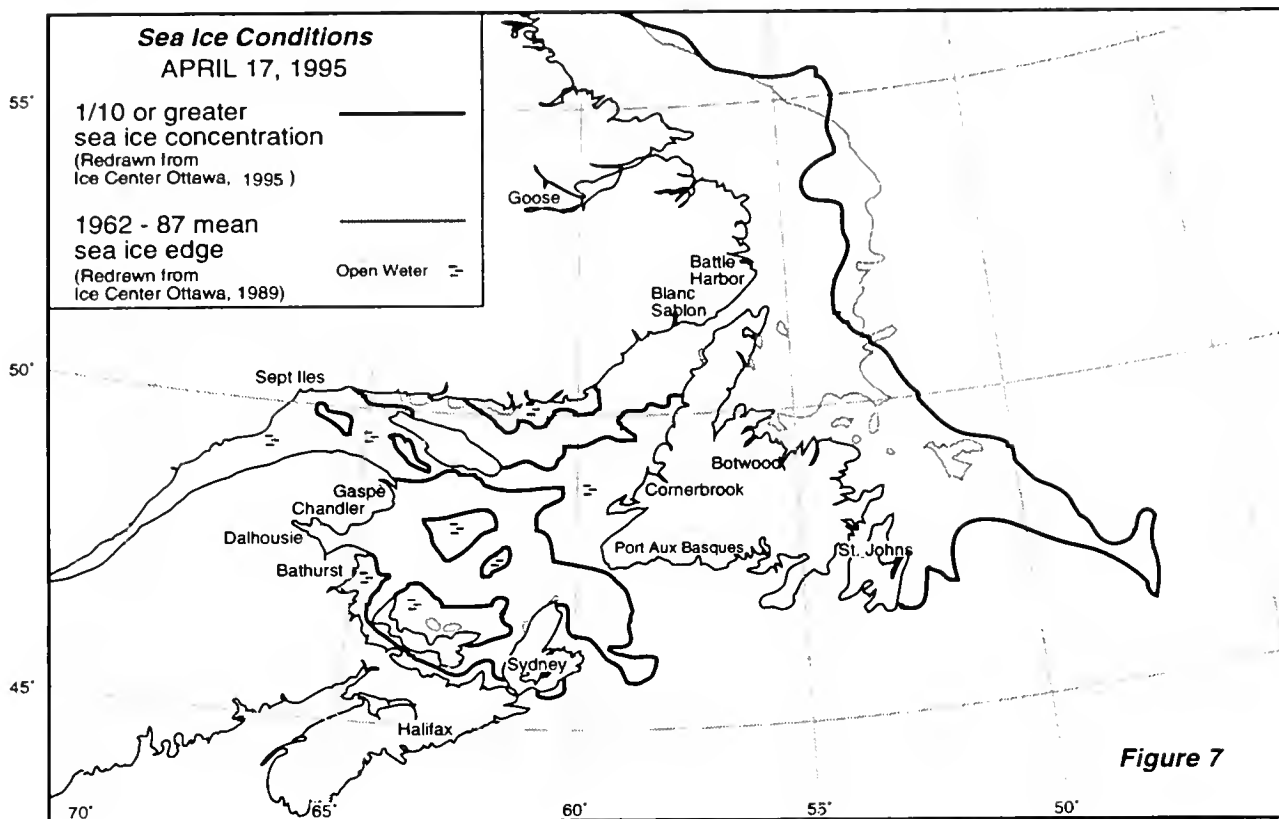 Sea Ice Conditions
APRIL 17, 1995
1/10 or greater
sea ice concentration
(Redrawn from
Ice Center Ottawa, 1995 )
1962 - 87 mean
sea ice edge
(Redrawn from
Ice Center Ottawa, 1989)
Open Weter
55°
50°
45°
Goose
Battle
Harbor
Blanc
Sablon
Sept Iles
Botwood
Cornerbrook
Gaspè
Chandler
Dalhousie
Port Aux Basques
St. Johns
Bathurst
Sydney
Halifax
Figure 7
70°
65°
60°
55°
50°